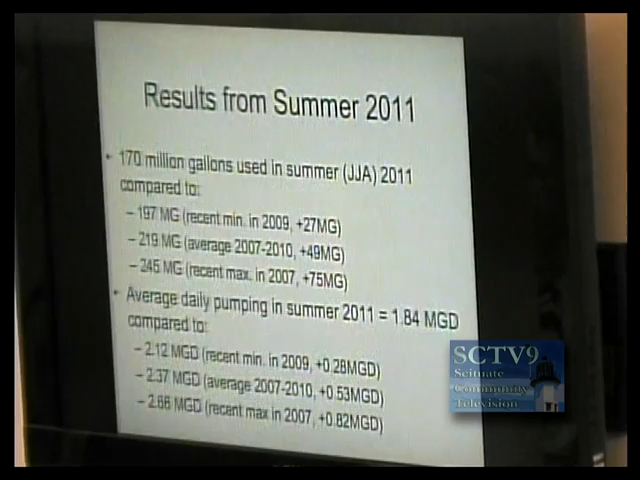 Results from Summer 2011
• 170 million gallons used in summer (JJA) 2011
compared to:
– 197 MG (recent min. in 2009, +27MG)
– 219 MG (average 2007-2010, +49MG)
– 245 MG (recent max. in 2007, +75MG)
• Average daily pumping in summer 2011 = 1.84 MGD
compared to:
– 2.12 MGD (recent min. in 2009, +0.28MGD)
– 2.37 MGD (average 2007-2010, +0.53MGD)
– 2.66 MGD (recent max in 2007, +0.82MGD)
SCTV9
Scituate
Community
Television